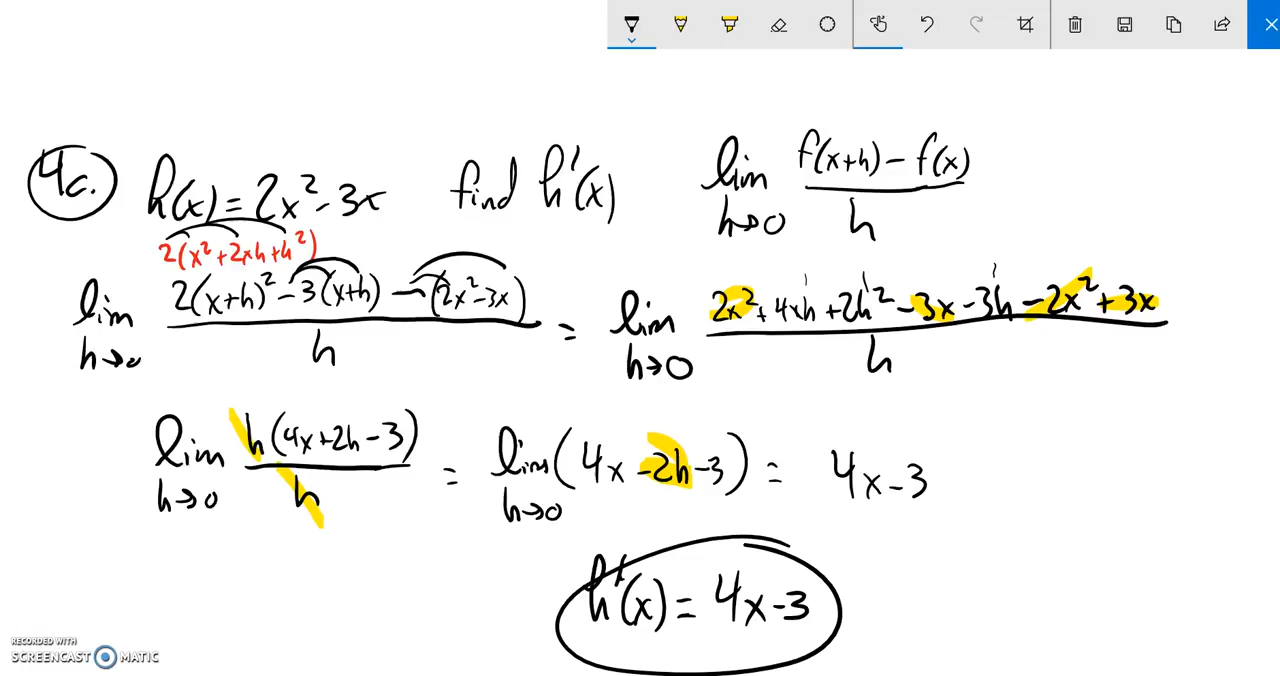 4c. h(x) = 2x² - 3x find h'(x) lim h→0 f(x+h) - f(x) / h
2(x² + 2xh + h²)
lim h→0 2(x+h)² - 3(x+h) - (2x² - 3x) / h = lim h→0 2x² + 4xh + 2h² - 3x - 3h - 2x² + 3x / h
lim h→0 h(4x + 2h - 3) / h = lim h→0 (4x - 2h - 3) = 4x - 3
h'(x) = 4x - 3
RECORDED WITH
SCREENCAST MATIC